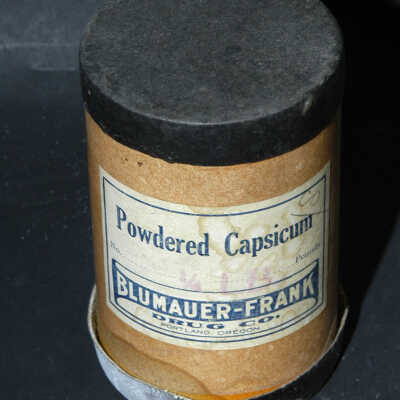 Powdered Capsicum
No. Pounds
BLUMAUER-FRANK
DRUG CO.
PORTLAND, OREGON